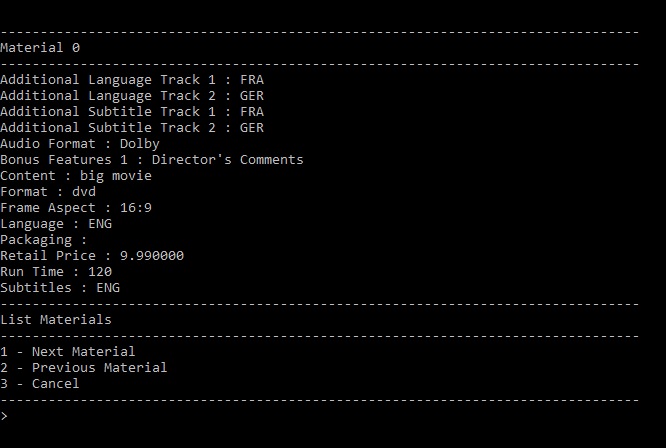 --------------------------------------------------------------------------------
Material 0
--------------------------------------------------------------------------------
Additional Language Track 1 : FRA
Additional Language Track 2 : GER
Additional Subtitle Track 1 : FRA
Additional Subtitle Track 2 : GER
Audio Format : Dolby
Bonus Features 1 : Director's Comments
Content : big movie
Format : dvd
Frame Aspect : 16:9
Language : ENG
Packaging :
Retail Price : 9.990000
Run Time : 120
Subtitles : ENG
--------------------------------------------------------------------------------
List Materials
--------------------------------------------------------------------------------
1 - Next Material
2 - Previous Material
3 - Cancel
--------------------------------------------------------------------------------
>